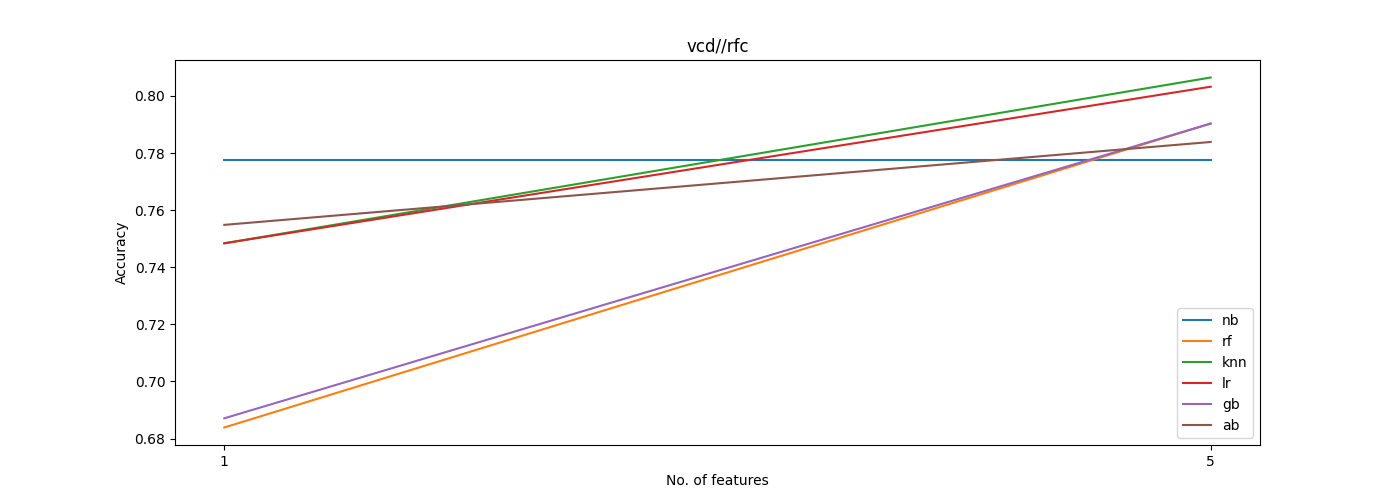 vcd//rfc
Accuracy
0.80
0.78
0.76
0.74
0.72
0.70
0.68
1
5
No. of features
nb
rf
knn
lr
gb
ab